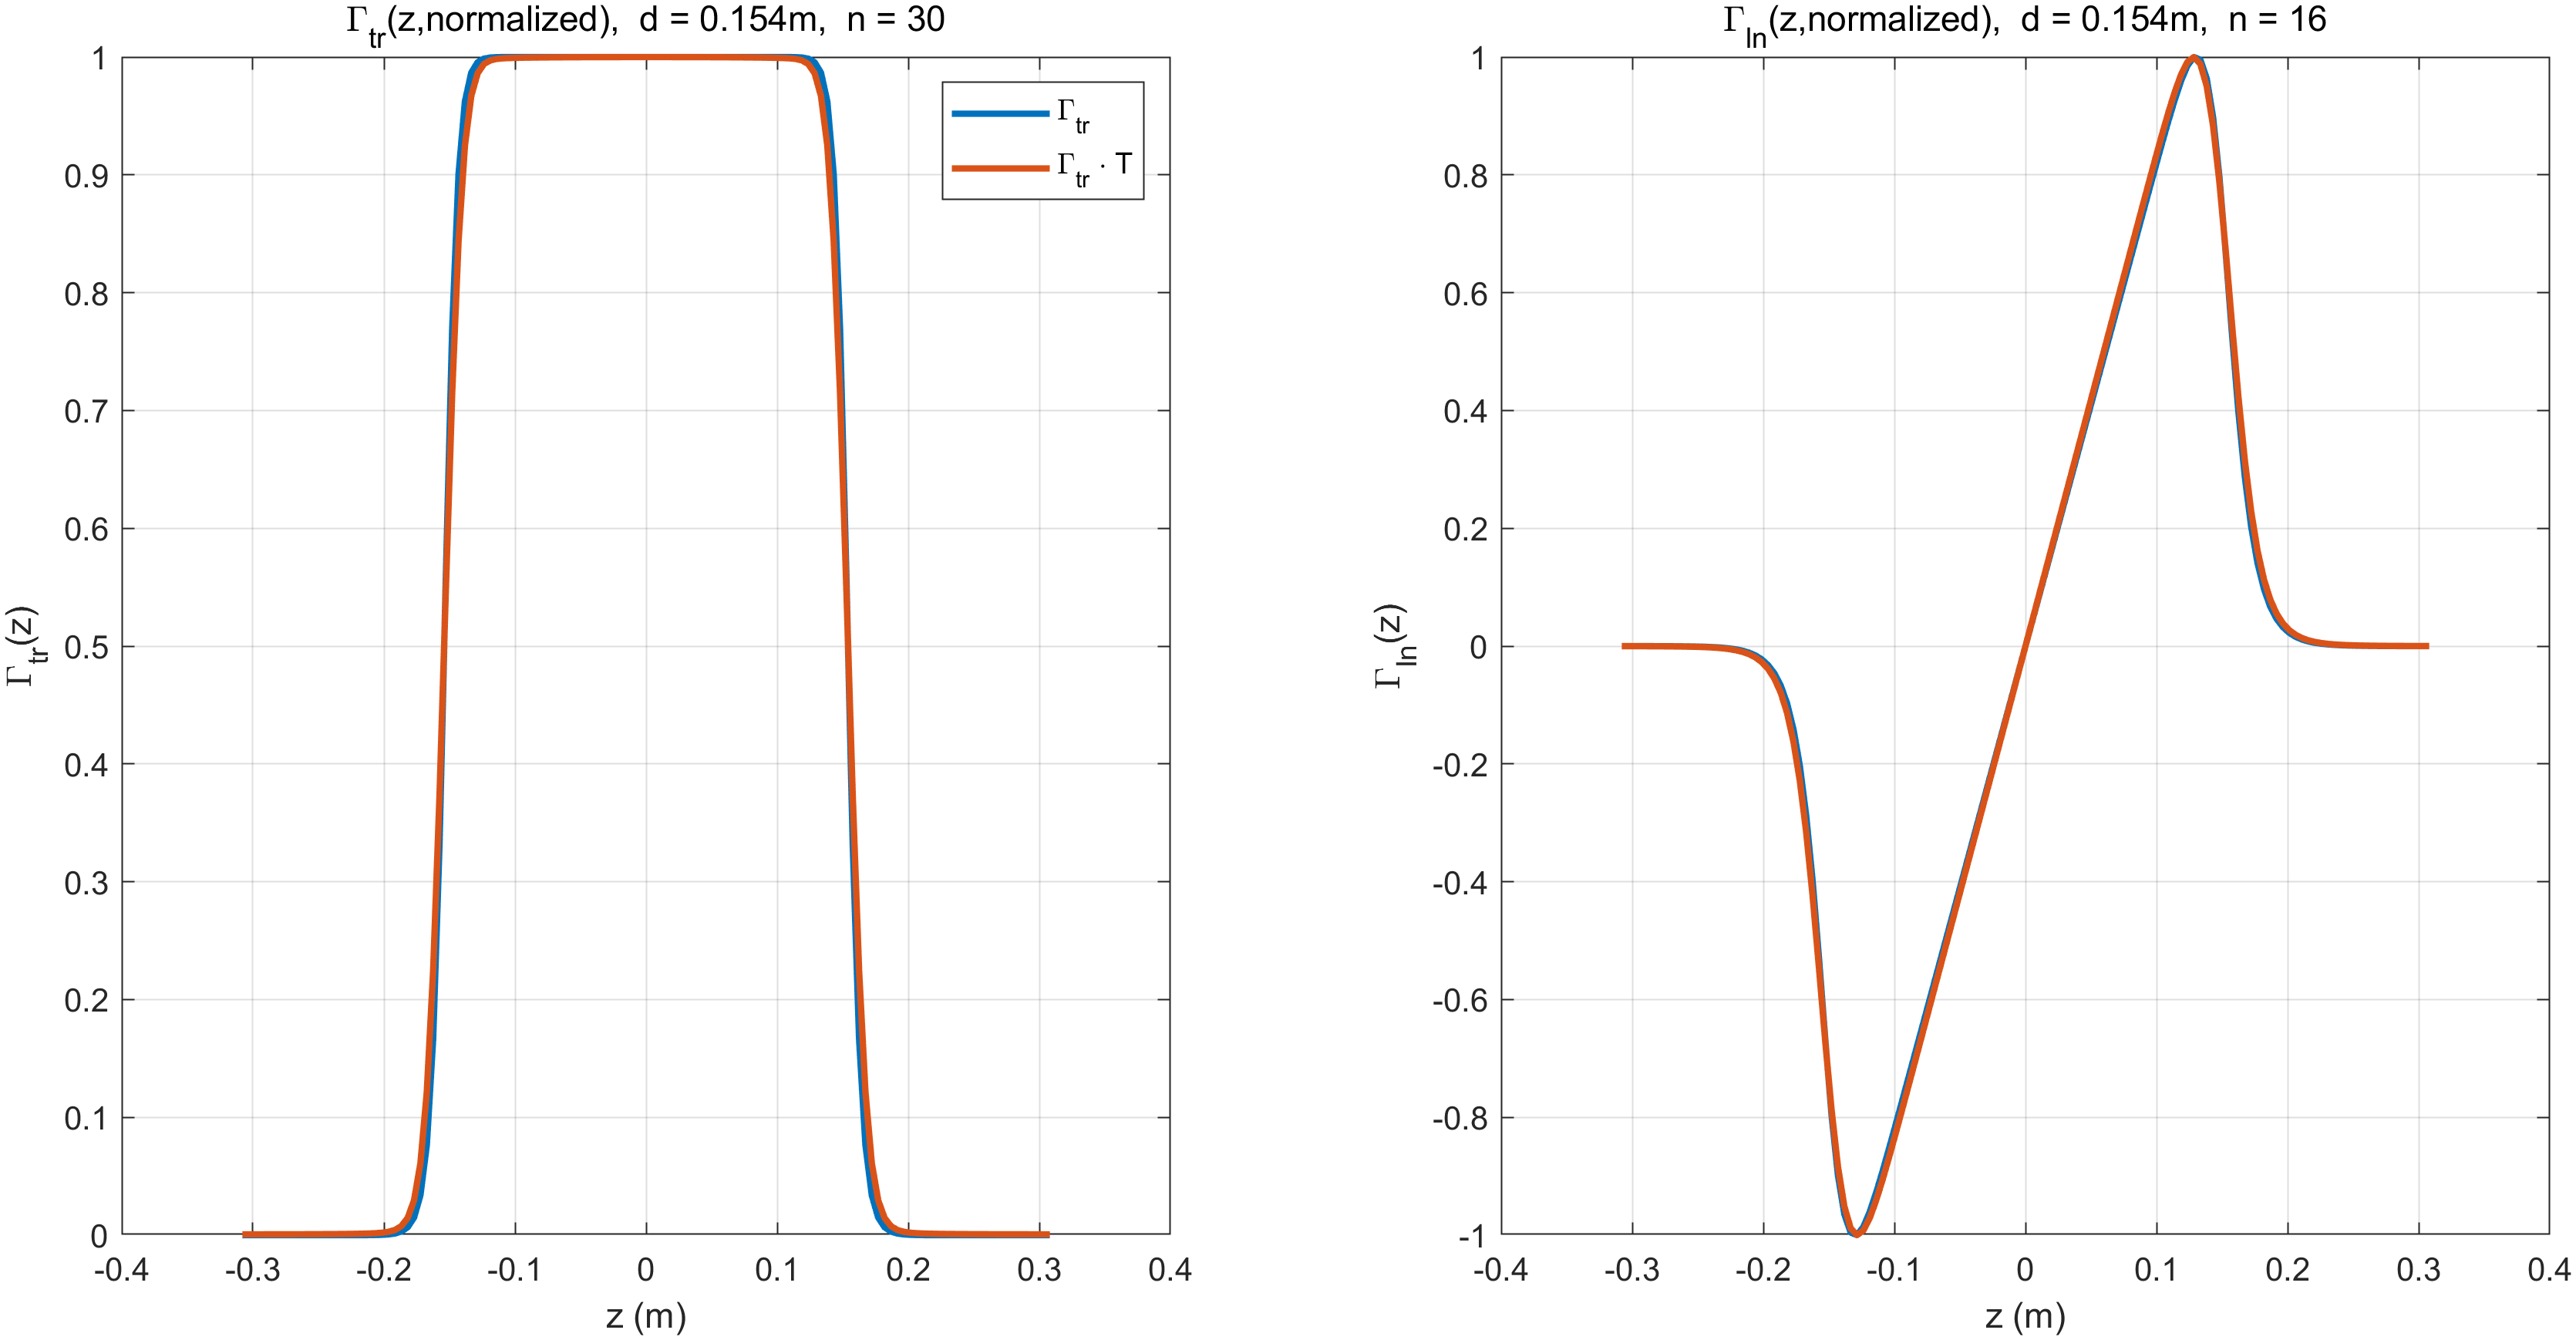 Γtr(z,normalized), d = 0.154m, n = 30
1
0.9
0.8
0.7
0.6
0.5
0.4
0.3
0.2
0.1
0
Γtr(z)
Γtr
Γtr · T
-0.4 -0.3 -0.2 -0.1 0 0.1 0.2 0.3 0.4
z (m)
Γln(z,normalized), d = 0.154m, n = 16
1
0.8
0.6
0.4
0.2
0
-0.2
-0.4
-0.6
-0.8
-1
Γln(z)
-0.4 -0.3 -0.2 -0.1 0 0.1 0.2 0.3 0.4
z (m)